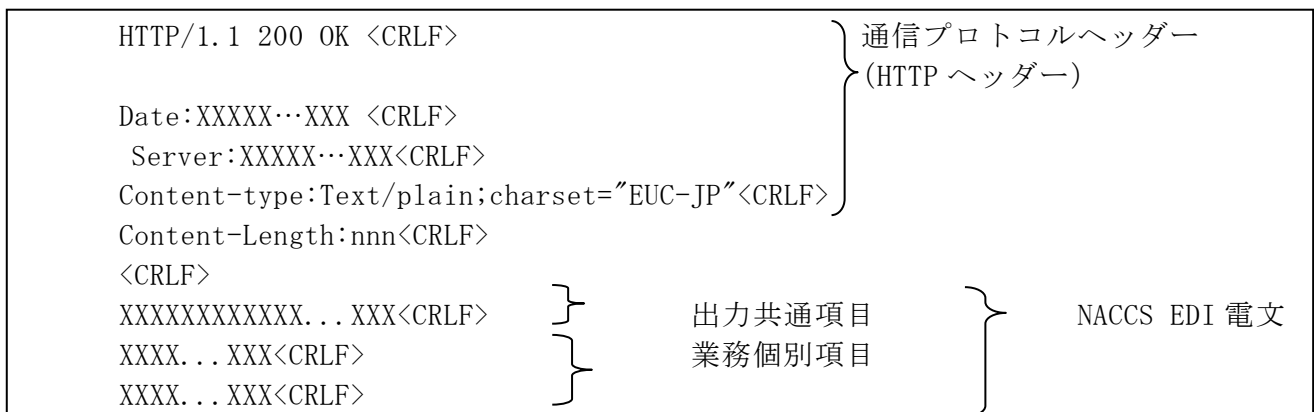 HTTP/1.1 200 OK <CRLF> 通信プロトコルヘッダー
(HTTP ヘッダー)
Date:XXXXX…XXX <CRLF>
Server:XXXXX…XXX<CRLF>
Content-type:Text/plain;charset="EUC-JP"<CRLF>
Content-Length:nnn<CRLF>
<CRLF>
XXXXXXXXXXXX...XXX<CRLF> 出力共通項目 NACCS EDI 電文
XXXX...XXX<CRLF> 業務個別項目
XXXX...XXX<CRLF>